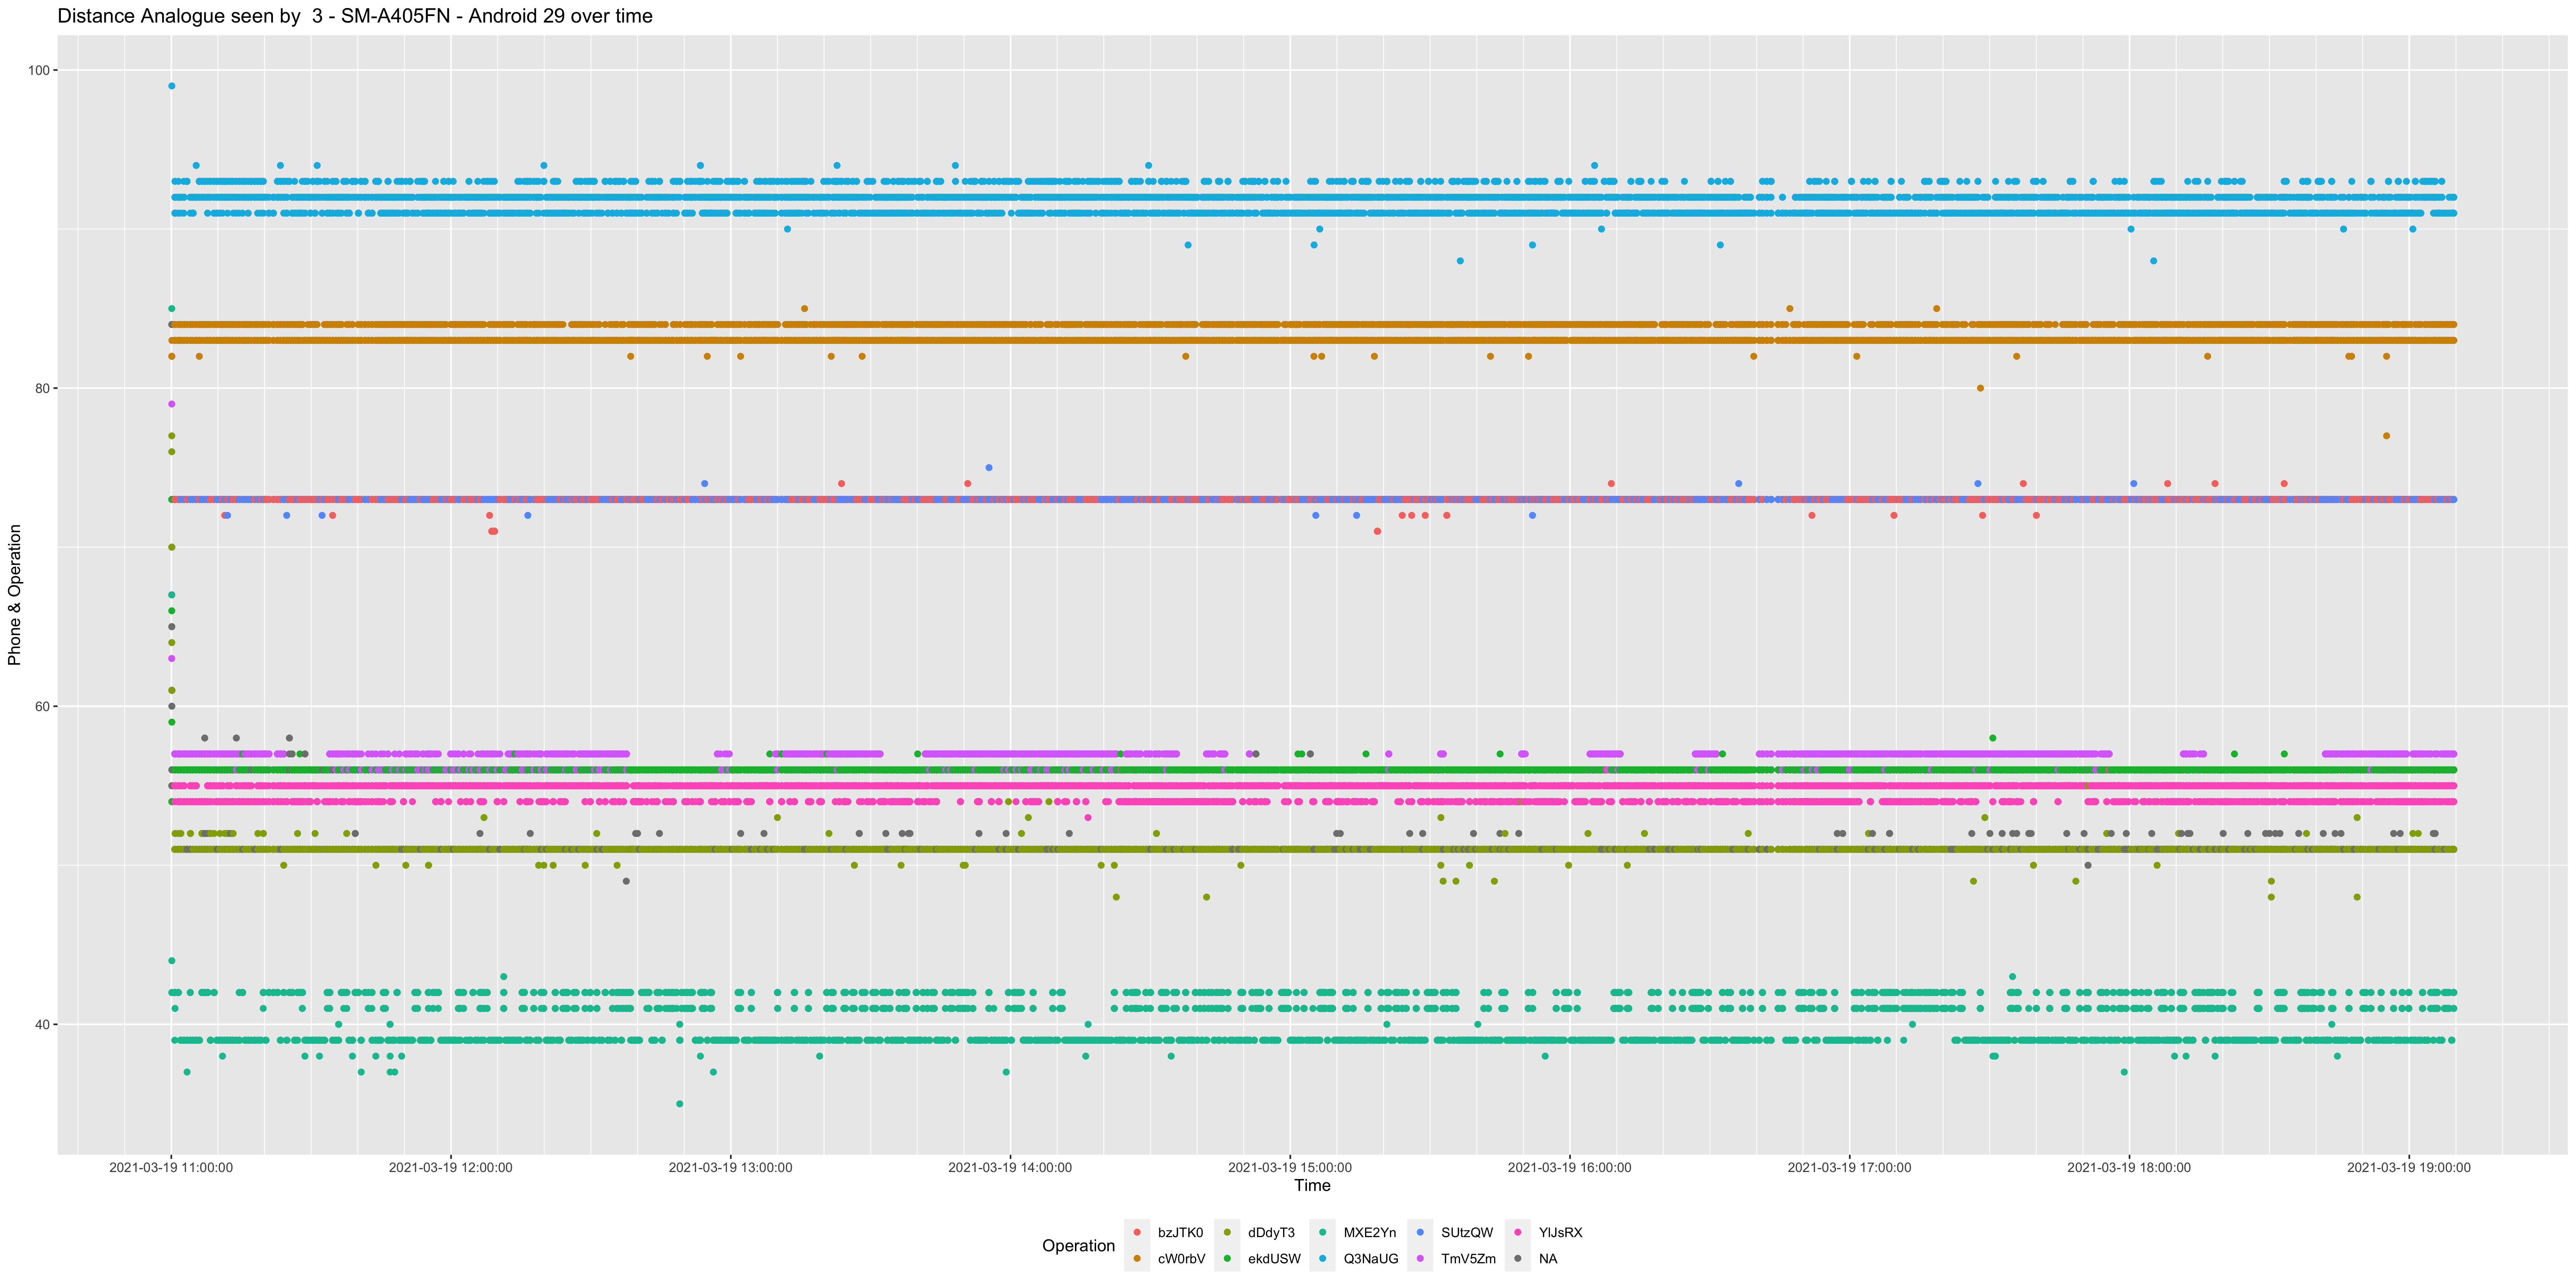 Distance Analogue seen by  3 - SM-A405FN - Android 29 over time
100
80
60
40
Phone & Operation
2021-03-19 11:00:00 2021-03-19 12:00:00 2021-03-19 13:00:00 2021-03-19 14:00:00 2021-03-19 15:00:00 2021-03-19 16:00:00 2021-03-19 17:00:00 2021-03-19 18:00:00 2021-03-19 19:00:00
Time
Operation
bzJTK0 dDdyT3 MXE2Yn SUtzQW YlJsRX
cW0rbV ekdUSW Q3NaUG TmV5Zm NA